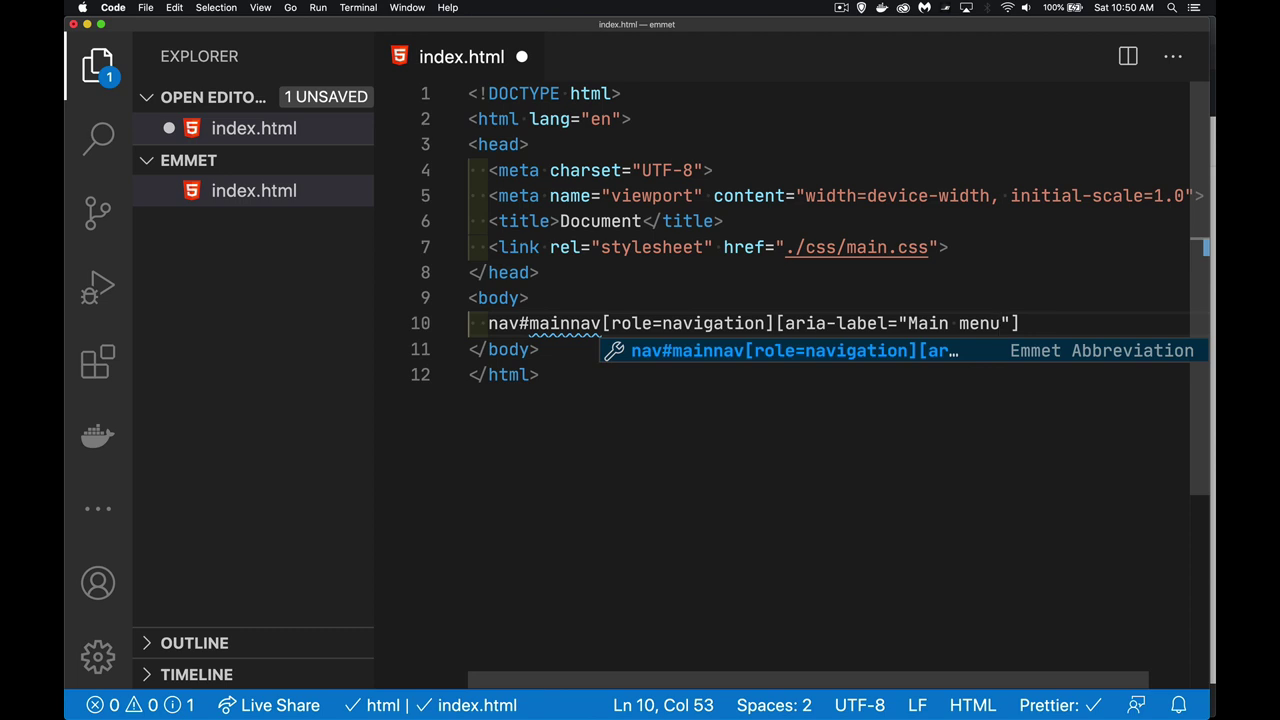 Code File Edit Selection View Go Run Terminal Window Help 100% Sat 10:50 AM
index.html — emmet
EXPLORER
OPEN EDITO... 1 UNSAVED
index.html
EMMET
index.html
1
OUTLINE
TIMELINE
index.html
1 <!DOCTYPE html>
2 <html lang="en">
3 <head>
4 <meta charset="UTF-8">
5 <meta name="viewport" content="width=device-width, initial-scale=1.0">
6 <title>Document</title>
7 <link rel="stylesheet" href="./css/main.css">
8 </head>
9 <body>
10 nav#mainnav[role=navigation][aria-label="Main menu"]
nav#mainnav[role=navigation][ar... Emmet Abbreviation
11 </body>
12 </html>
0 0 1 Live Share html | index.html Ln 10, Col 53 Spaces: 2 UTF-8 LF HTML Prettier: